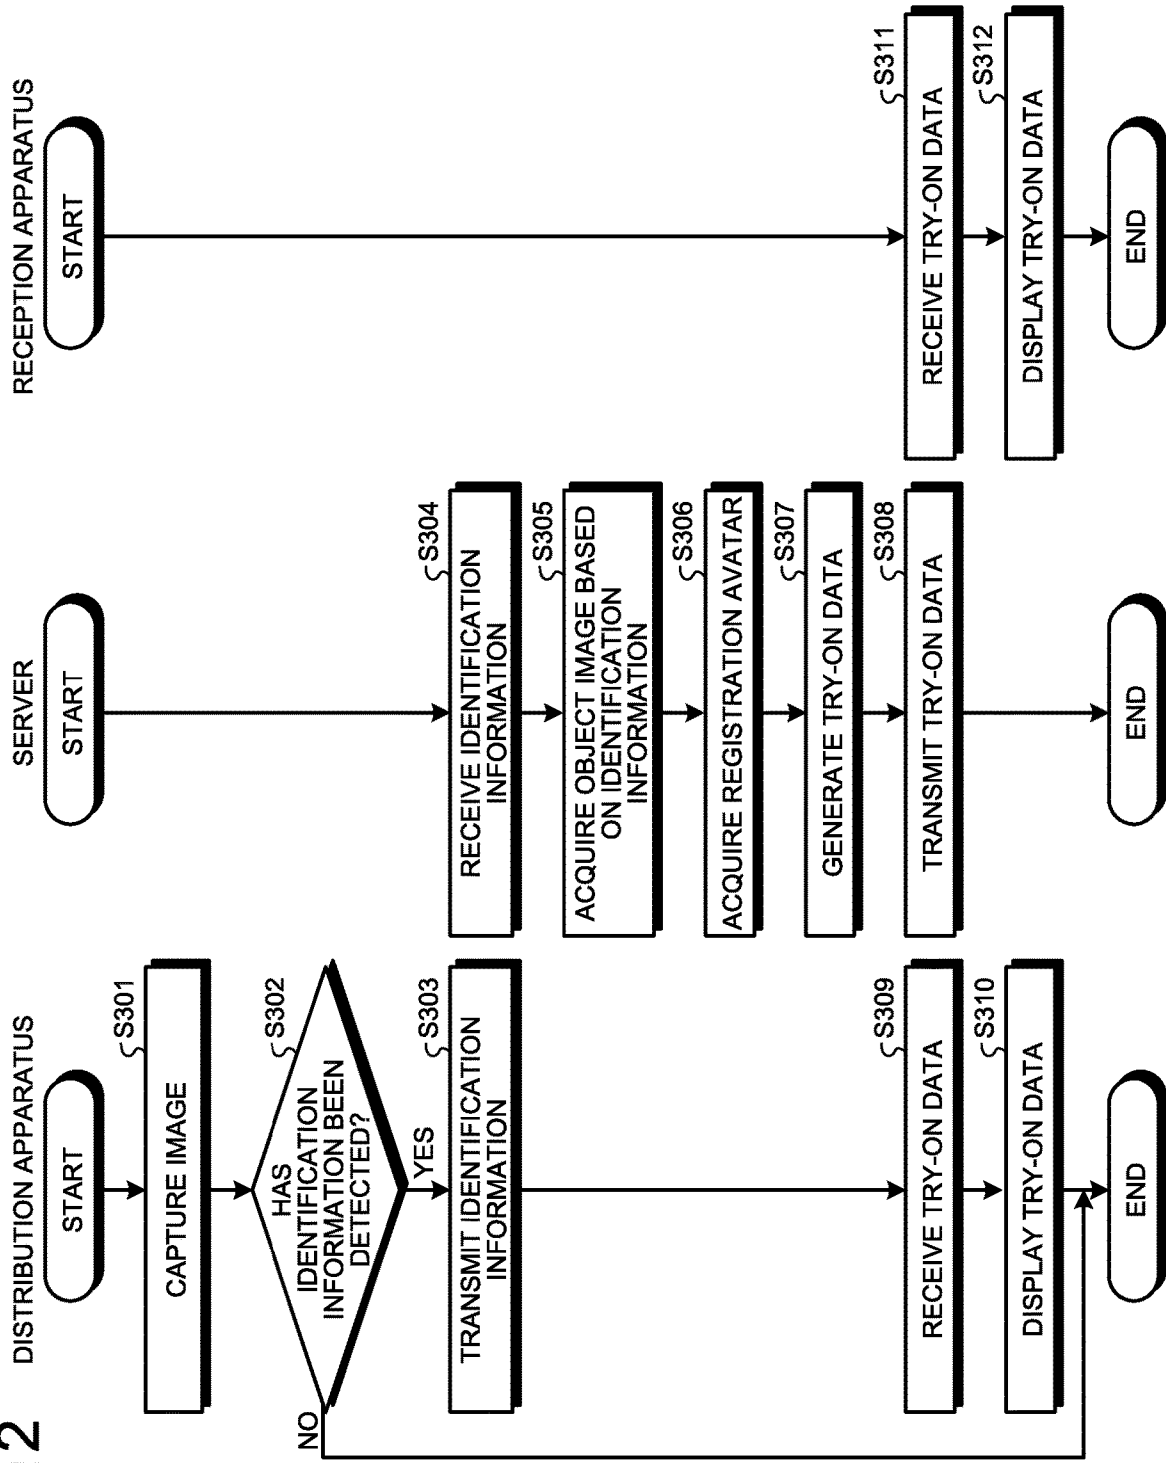 2
DISTRIBUTION APPARATUS
START
CAPTURE IMAGE
S301
HAS
IDENTIFICATION
INFORMATION BEEN
DETECTED?
S302
NO
YES
TRANSMIT IDENTIFICATION
INFORMATION
S303
RECEIVE TRY-ON DATA
S309
DISPLAY TRY-ON DATA
S310
END
SERVER
START
RECEIVE IDENTIFICATION
INFORMATION
S304
ACQUIRE OBJECT IMAGE BASED
ON IDENTIFICATION
INFORMATION
S305
ACQUIRE REGISTRATION AVATAR
S306
GENERATE TRY-ON DATA
S307
TRANSMIT TRY-ON DATA
S308
END
RECEPTION APPARATUS
START
RECEIVE TRY-ON DATA
S311
DISPLAY TRY-ON DATA
S312
END